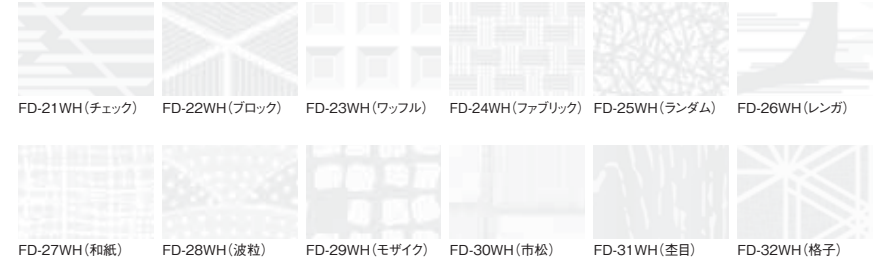 FD-21WH（チェック） FD-22WH（ブロック） FD-23WH（ワッフル） FD-24WH（ファブリック） FD-25WH（ランダム） FD-26WH（レンガ）
FD-27WH（和紙） FD-28WH（波粒） FD-29WH（モザイク） FD-30WH（市松） FD-31WH（杢目） FD-32WH（格子）